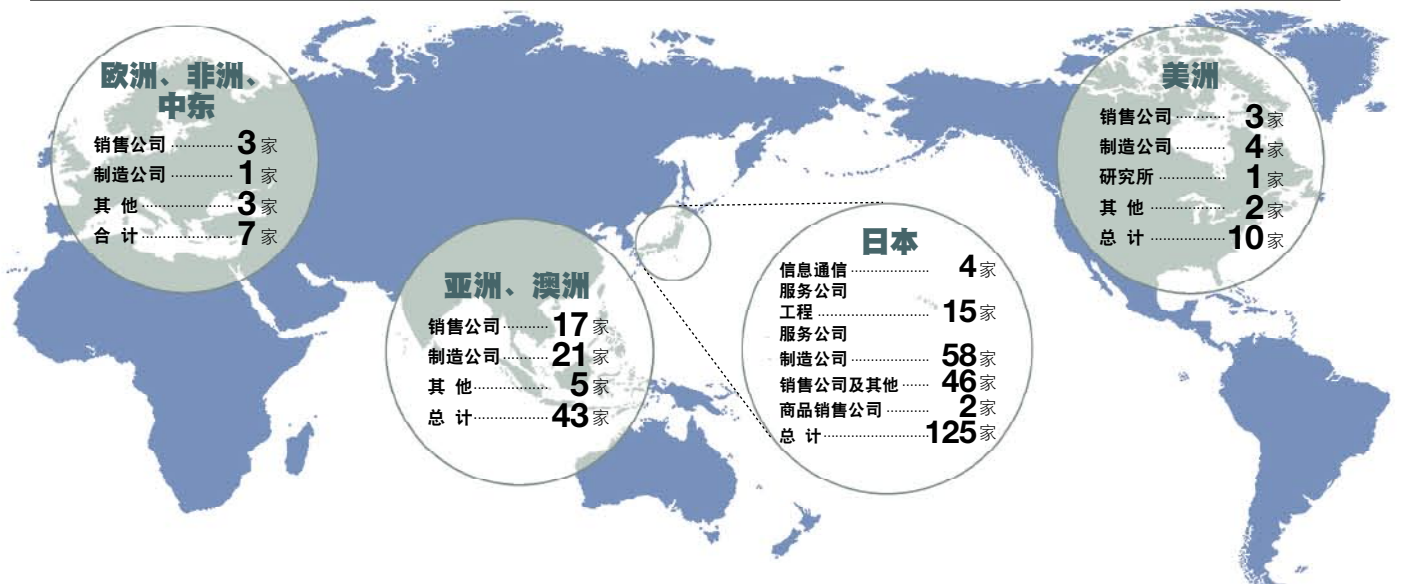 欧洲、非洲、
中东
销售公司 3家
制造公司 1家
其 他 3家
合 计 7家
亚洲、澳洲
销售公司 17家
制造公司 21家
其 他 5家
总 计 43家
日本
信息通信 4家
服务公司
工程 15家
服务公司
制造公司 58家
销售公司及其他 46家
商品销售公司 2家
总 计 125家
美洲
销售公司 3家
制造公司 4家
研究所 1家
其 他 2家
总 计 10家